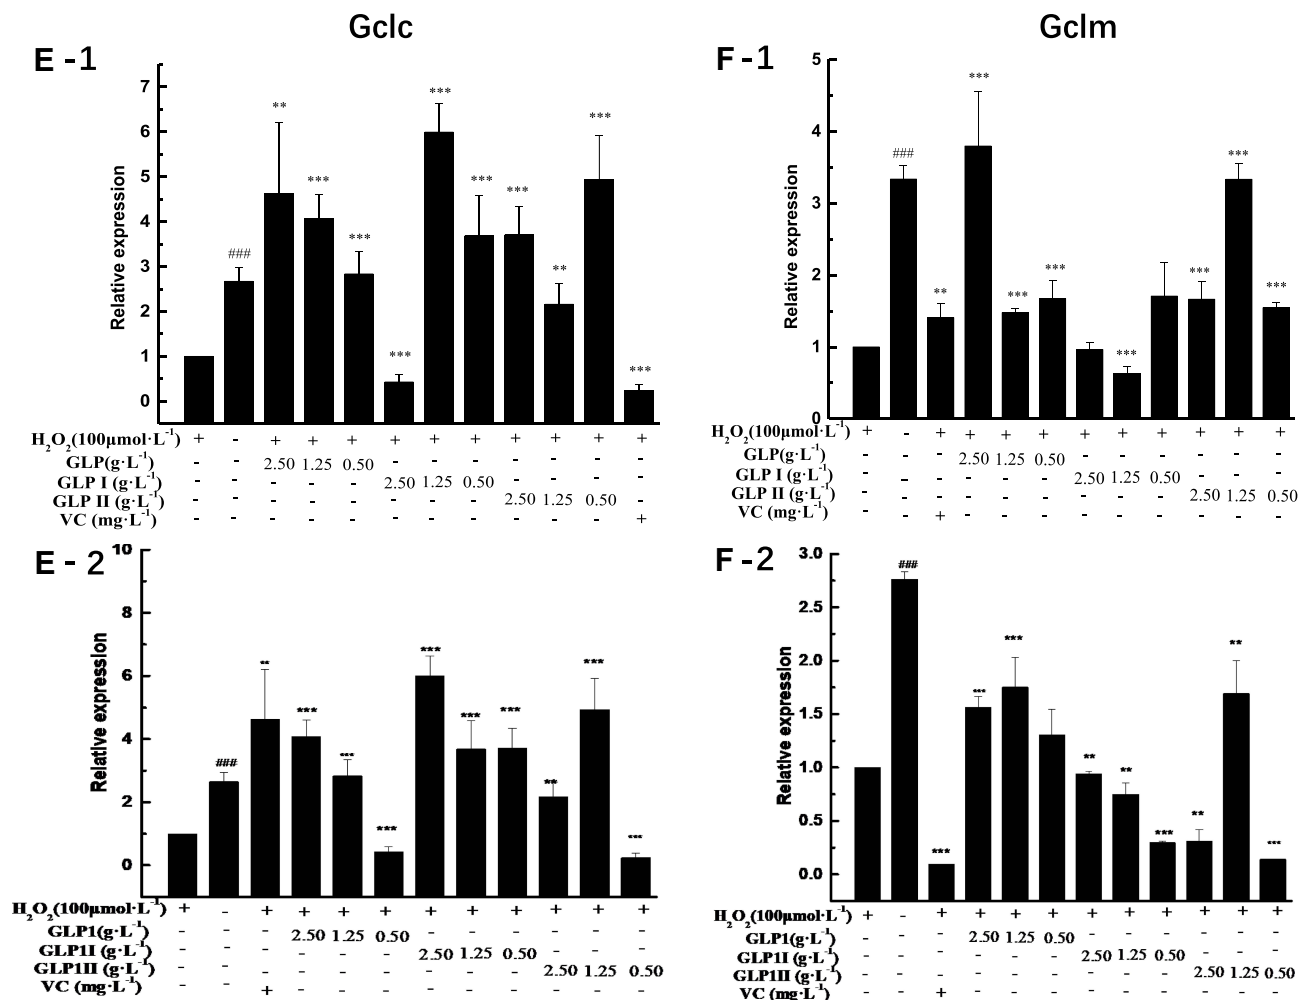 Gclc
E -1
Relative expression
7
6
5
4
3
2
1
0
### ** *** *** *** *** *** *** ** *** ***
H₂O₂(100μmol·L⁻¹) + - + + + + + + + + + +
GLP(g·L⁻¹) - - 2.50 1.25 0.50 - - - - - - -
GLP I (g·L⁻¹) - - - - - 2.50 1.25 0.50 - - - -
GLP II (g·L⁻¹) - - - - - - - - 2.50 1.25 0.50 -
VC (mg·L⁻¹) - - - - - - - - - - - +
Gclm
F -1
Relative expression
5
4
3
2
1
0
### ** *** *** *** *** *** *** ***
H₂O₂(100μmol·L⁻¹) + - + + + + + + + + + +
GLP(g·L⁻¹) - - - 2.50 1.25 0.50 - - - - - -
GLP I (g·L⁻¹) - - - - - - 2.50 1.25 0.50 - - -
GLP II (g·L⁻¹) - - - - - - - - - 2.50 1.25 0.50
VC (mg·L⁻¹) - - + - - - - - - - - -
E - 2
Relative expression
10
8
6
4
2
0
### ** *** *** *** *** *** *** ** *** ***
H₂O₂(100μmol·L⁻¹) + - + + + + + + + + + +
GLP1(g·L⁻¹) - - - 2.50 1.25 0.50 - - - - - -
GLP1I (g·L⁻¹) - - - - - - 2.50 1.25 0.50 - - -
GLP1II (g·L⁻¹) - - - - - - - - - 2.50 1.25 0.50
VC (mg·L⁻¹) - - + - - - - - - - - -
F -2
Relative expression
3.0
2.5
2.0
1.5
1.0
0.5
0.0
### *** *** *** ** ** *** ** ** ***
H₂O₂(100μmol·L⁻¹) + - + + + + + + + + + +
GLP1(g·L⁻¹) - - - 2.50 1.25 0.50 - - - - - -
GLP1I (g·L⁻¹) - - - - - - 2.50 1.25 0.50 - - -
GLP1II (g·L⁻¹) - - - - - - - - - 2.50 1.25 0.50
VC (mg·L⁻¹) - - + - - - - - - - - -